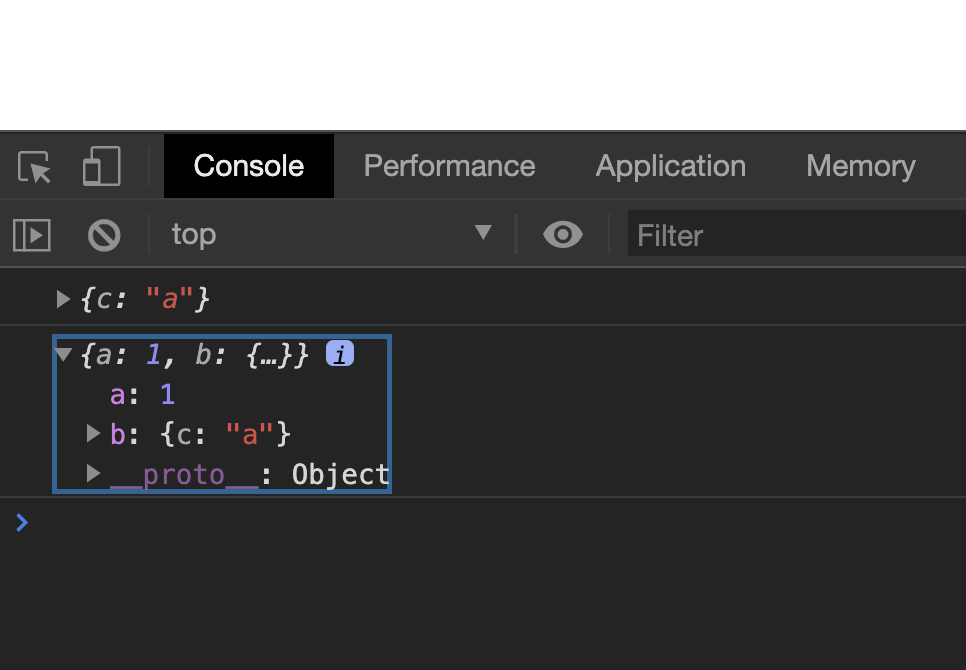 Console Performance Application Memory
top Filter
{c: "a"}
{a: 1, b: {…}} i
a: 1
b: {c: "a"}
__proto__: Object